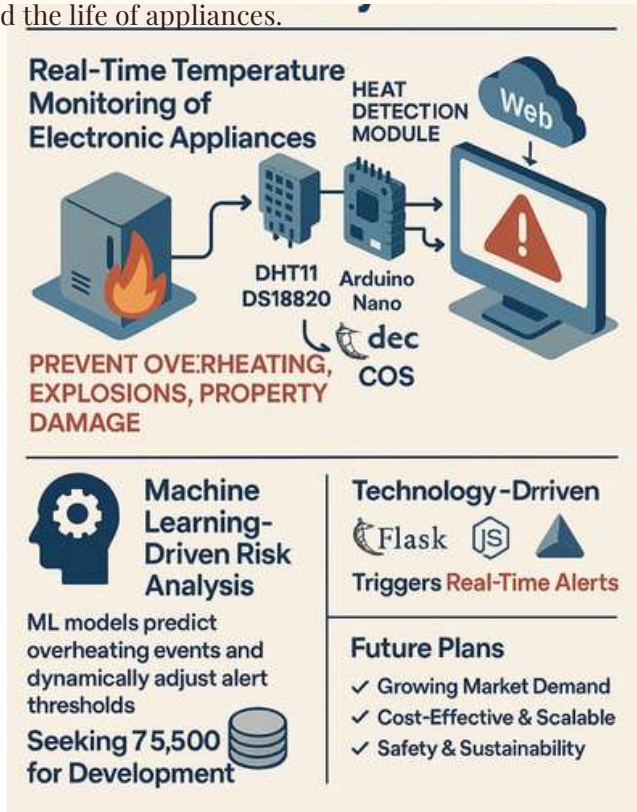 d the life of appliances.
Real-Time Temperature
Monitoring of
Electronic Appliances
HEAT
DETECTION
MODULE
Web
DHT11
DS18820
Arduino
Nano
dec
COS
PREVENT OVERHEATING,
EXPLOSIONS, PROPERTY
DAMAGE
Machine
Learning-
Driven Risk
Analysis
ML models predict
overheating events and
dynamically adjust alert
thresholds
Seeking 75,500
for Development
Technology-Drriven
Flask
JS
Triggers Real-Time Alerts
Future Plans
✓ Growing Market Demand
✓ Cost-Effective & Scalable
✓ Safety & Sustainability